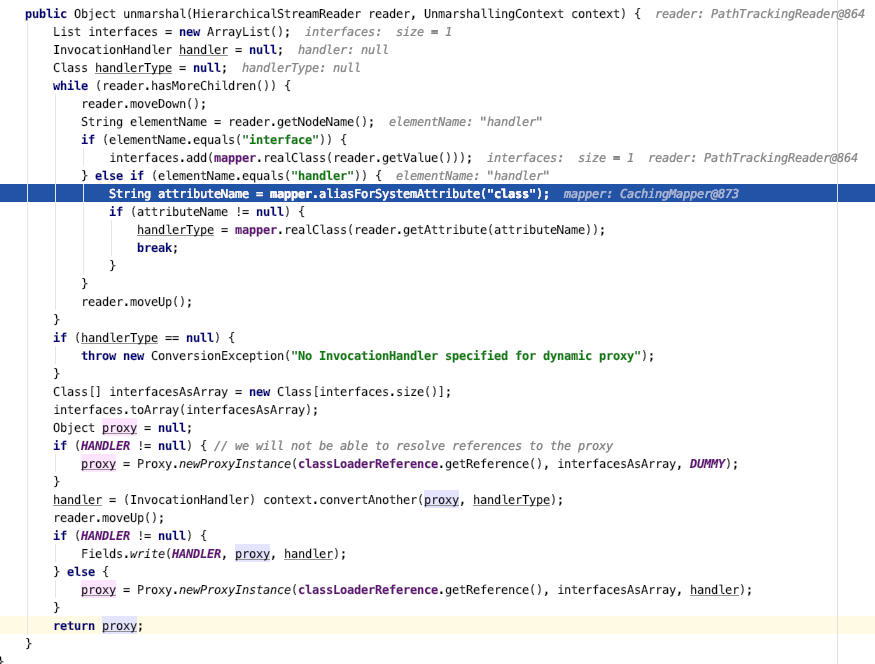 public Object unmarshal(HierarchicalStreamReader reader, UnmarshallingContext context) {  reader: PathTrackingReader@864
    List interfaces = new ArrayList();  interfaces:  size = 1
    InvocationHandler handler = null;  handler: null
    Class handlerType = null;  handlerType: null
    while (reader.hasMoreChildren()) {
        reader.moveDown();
        String elementName = reader.getNodeName();  elementName: "handler"
        if (elementName.equals("interface")) {
            interfaces.add(mapper.realClass(reader.getValue()));  interfaces:  size = 1  reader: PathTrackingReader@864
        } else if (elementName.equals("handler")) {  elementName: "handler"
            String attributeName = mapper.aliasForSystemAttribute("class");  mapper: CachingMapper@873
            if (attributeName != null) {
                handlerType = mapper.realClass(reader.getAttribute(attributeName));
                break;
            }
        }
        reader.moveUp();
    }
    if (handlerType == null) {
        throw new ConversionException("No InvocationHandler specified for dynamic proxy");
    }
    Class[] interfacesAsArray = new Class[interfaces.size()];
    interfaces.toArray(interfacesAsArray);
    Object proxy = null;
    if (HANDLER != null) { // we will not be able to resolve references to the proxy
        proxy = Proxy.newProxyInstance(classLoaderReference.getReference(), interfacesAsArray, DUMMY);
    }
    handler = (InvocationHandler) context.convertAnother(proxy, handlerType);
    reader.moveUp();
    if (HANDLER != null) {
        Fields.write(HANDLER, proxy, handler);
    } else {
        proxy = Proxy.newProxyInstance(classLoaderReference.getReference(), interfacesAsArray, handler);
    }
    return proxy;
}
}